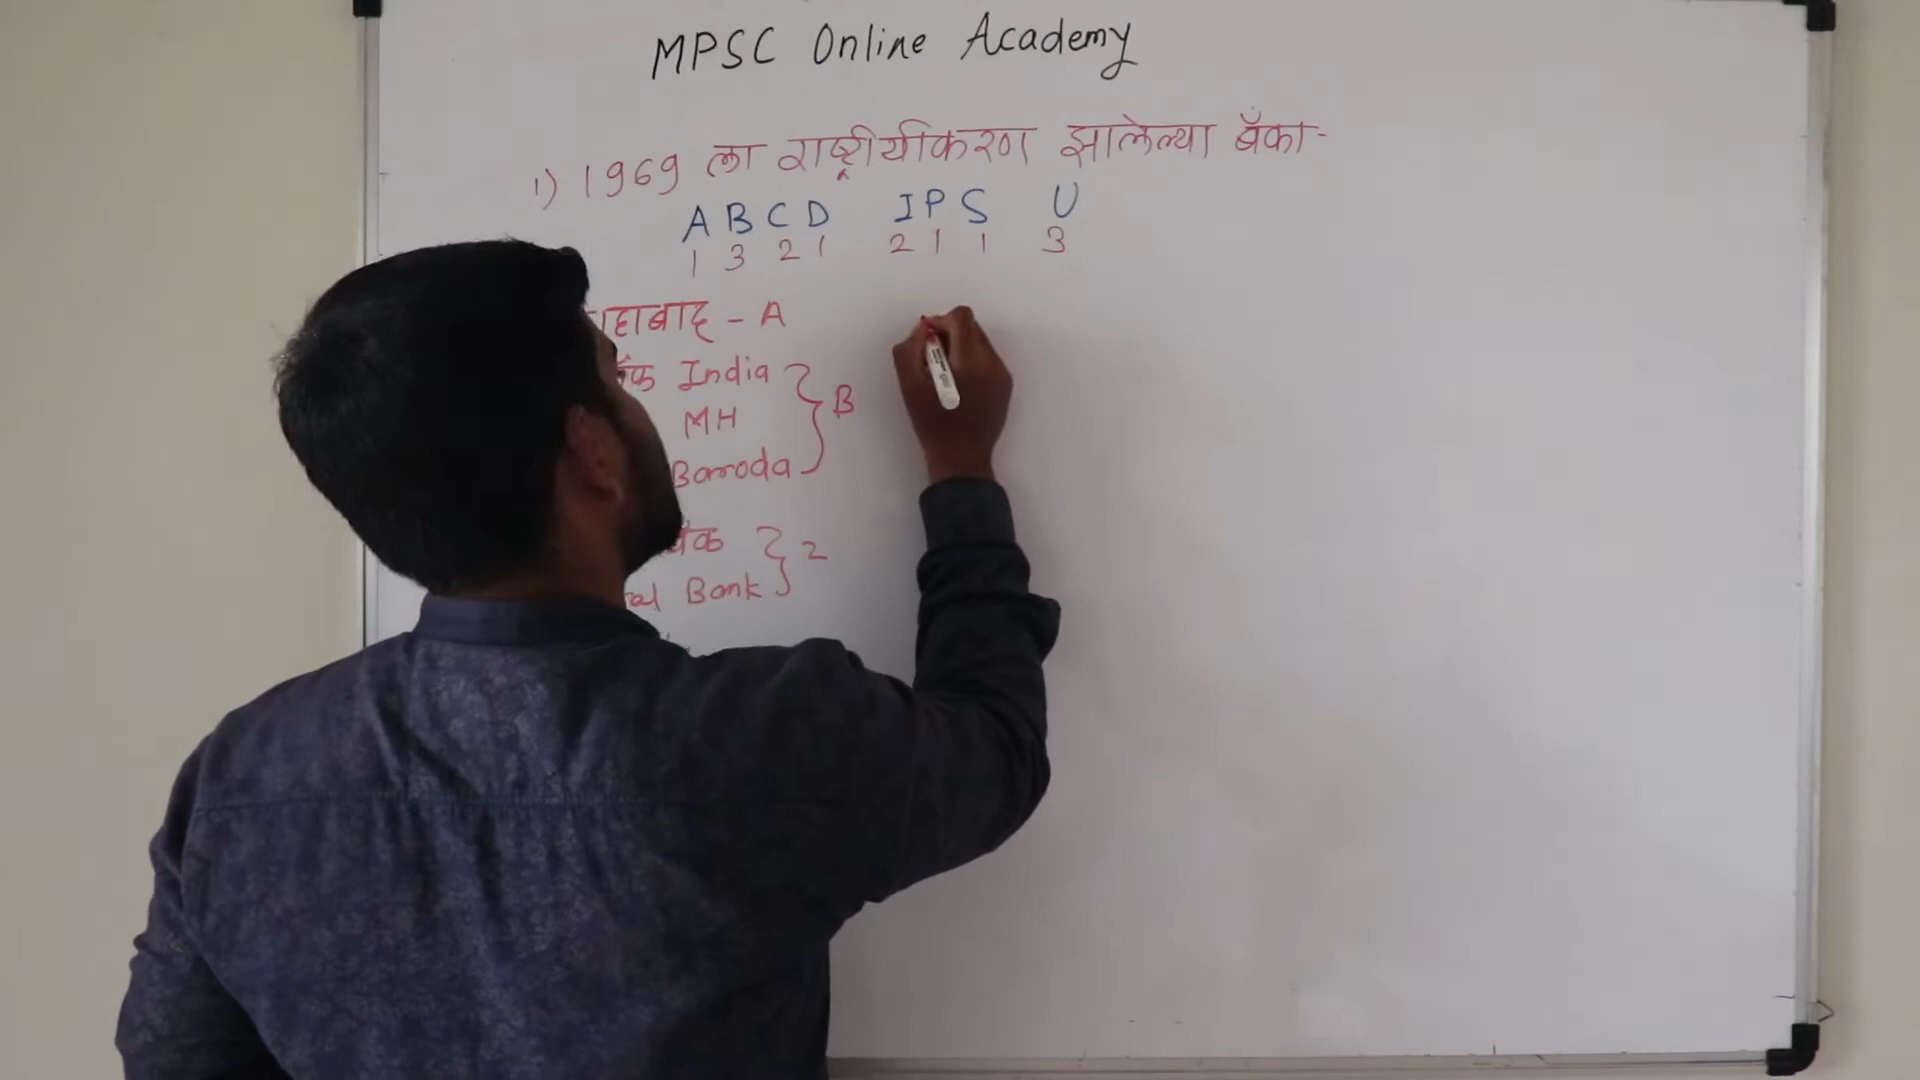 MPSC Online Academy
1) 1969 ला राष्ट्रीयीकरण झालेल्या बँका-
A B C D I P S U
1 3 2 1 2 1 1 3
- A
India
MH } B
Baroda
बँक } 2
Bank